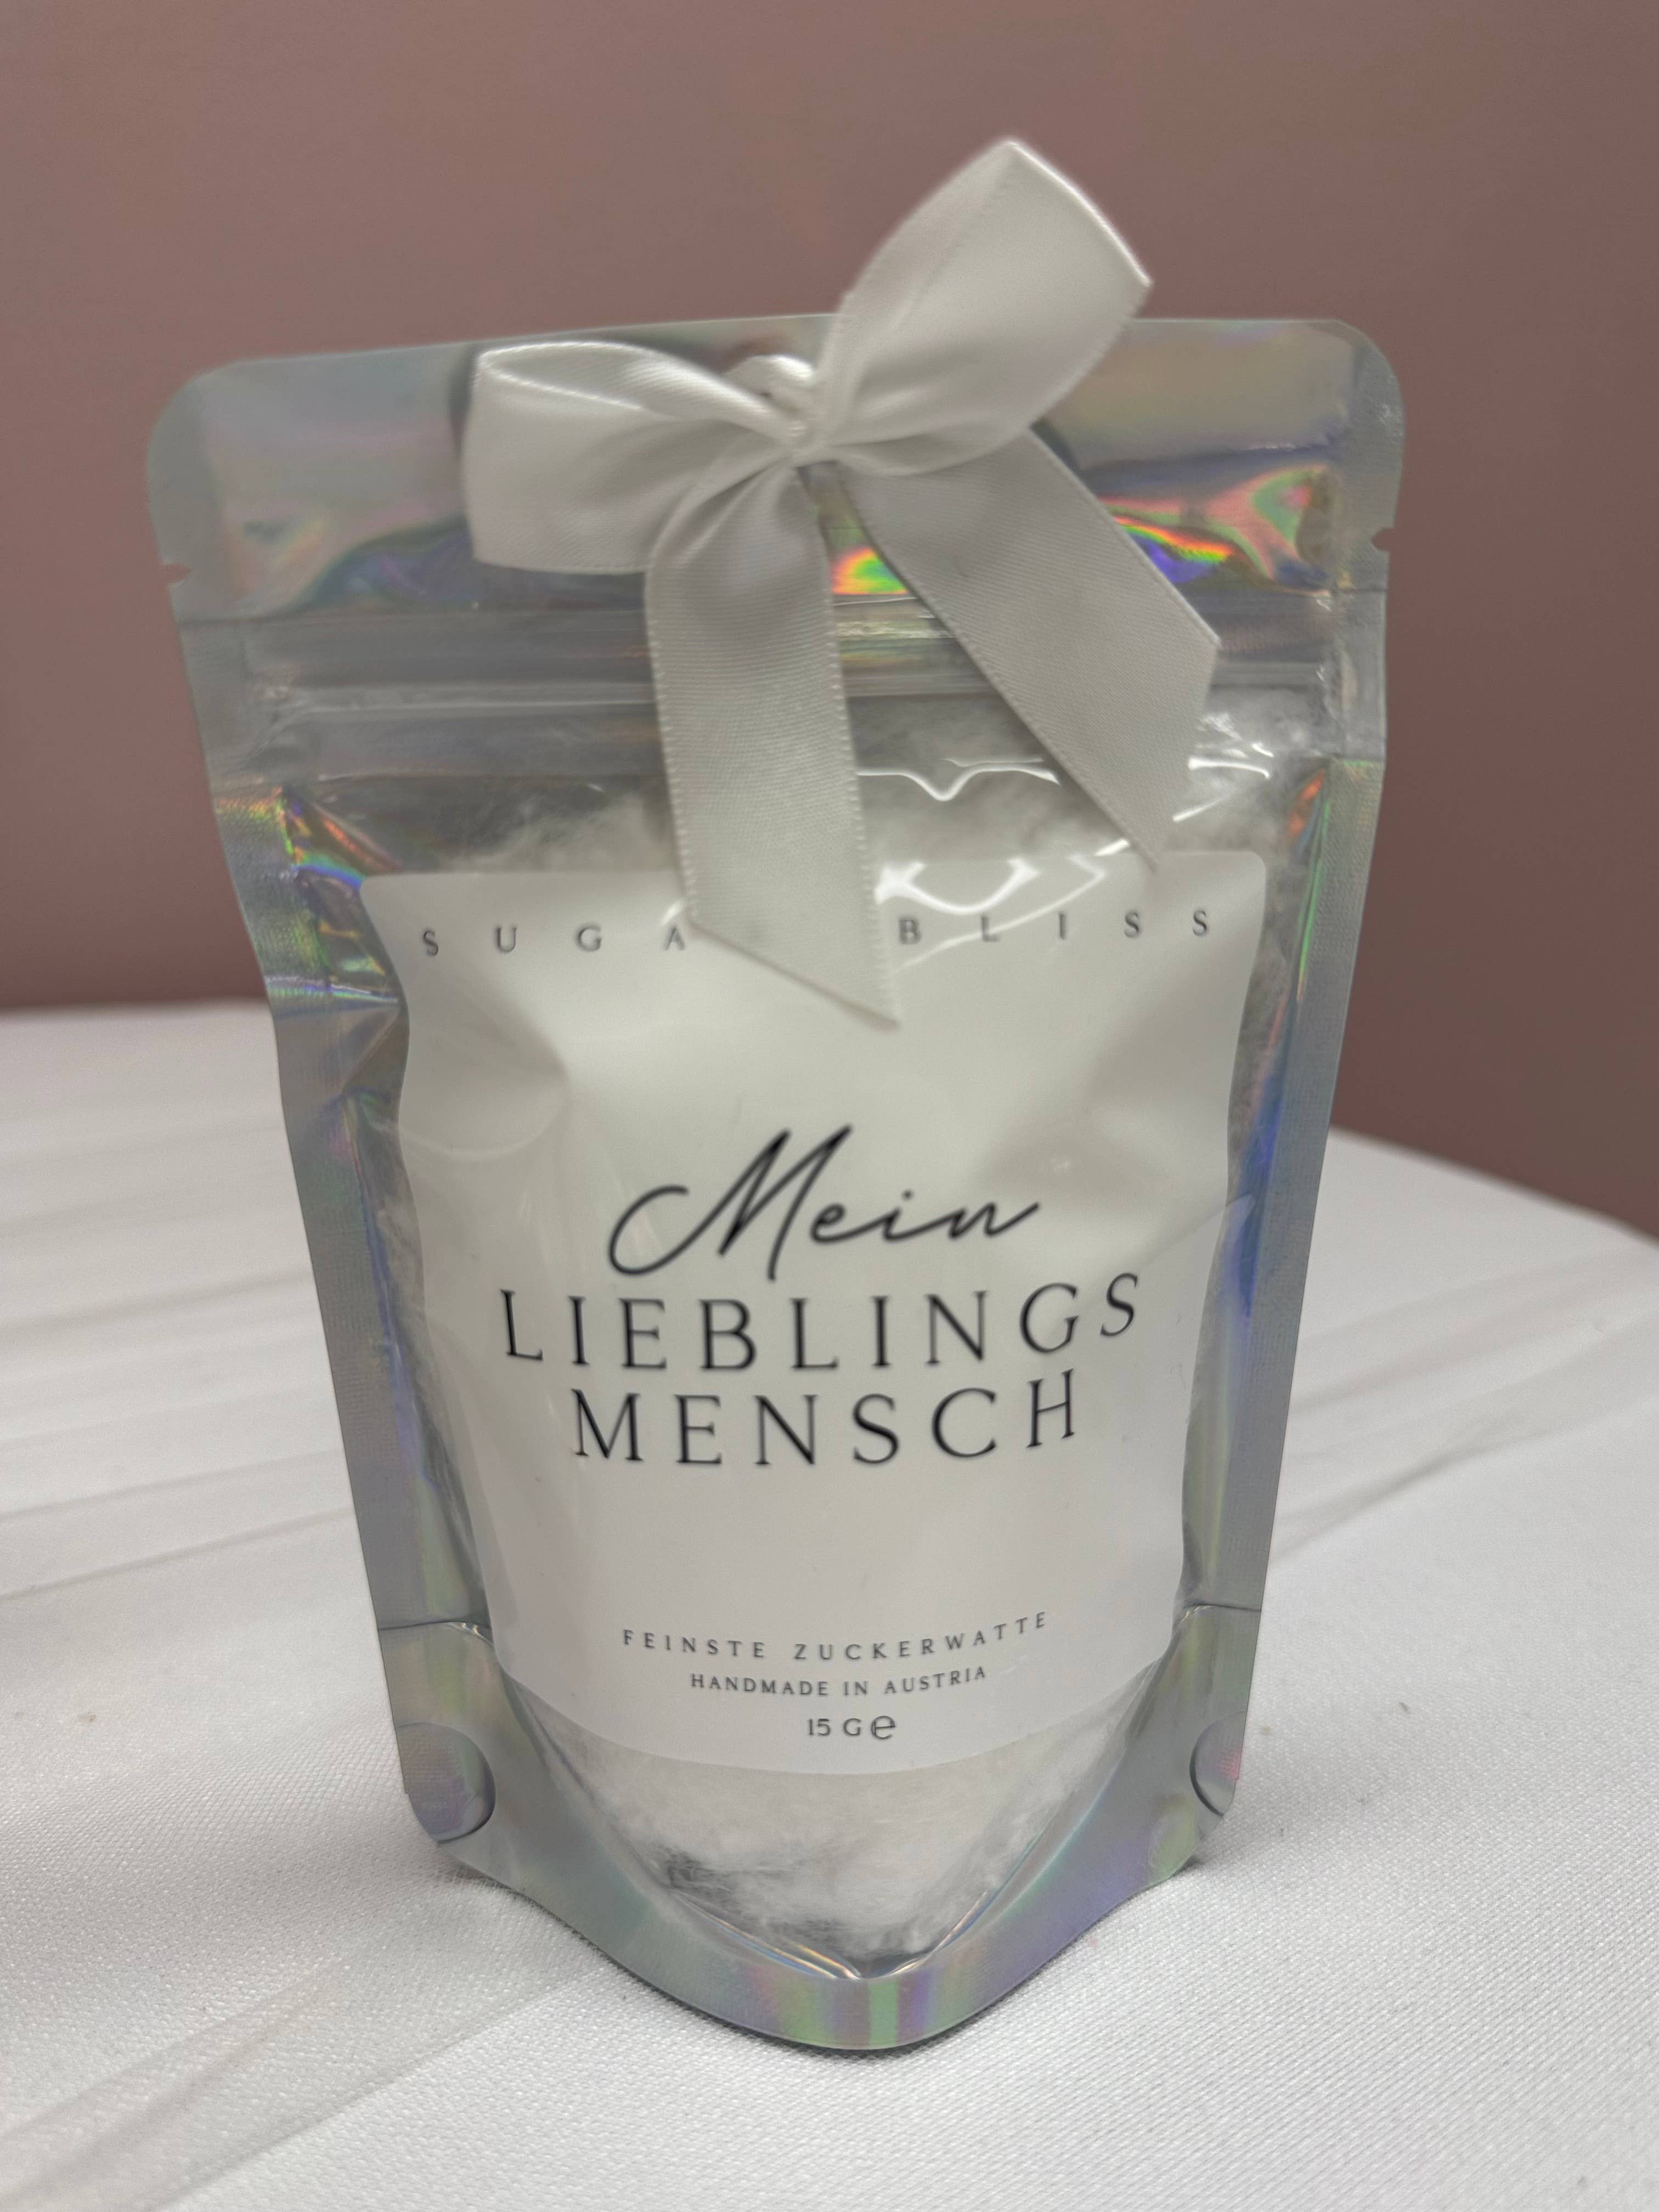 SUGA BLISS
Mein
LIEBLINGS
MENSCH
FEINSTE ZUCKERWATTE
HANDMADE IN AUSTRIA
15 G℮